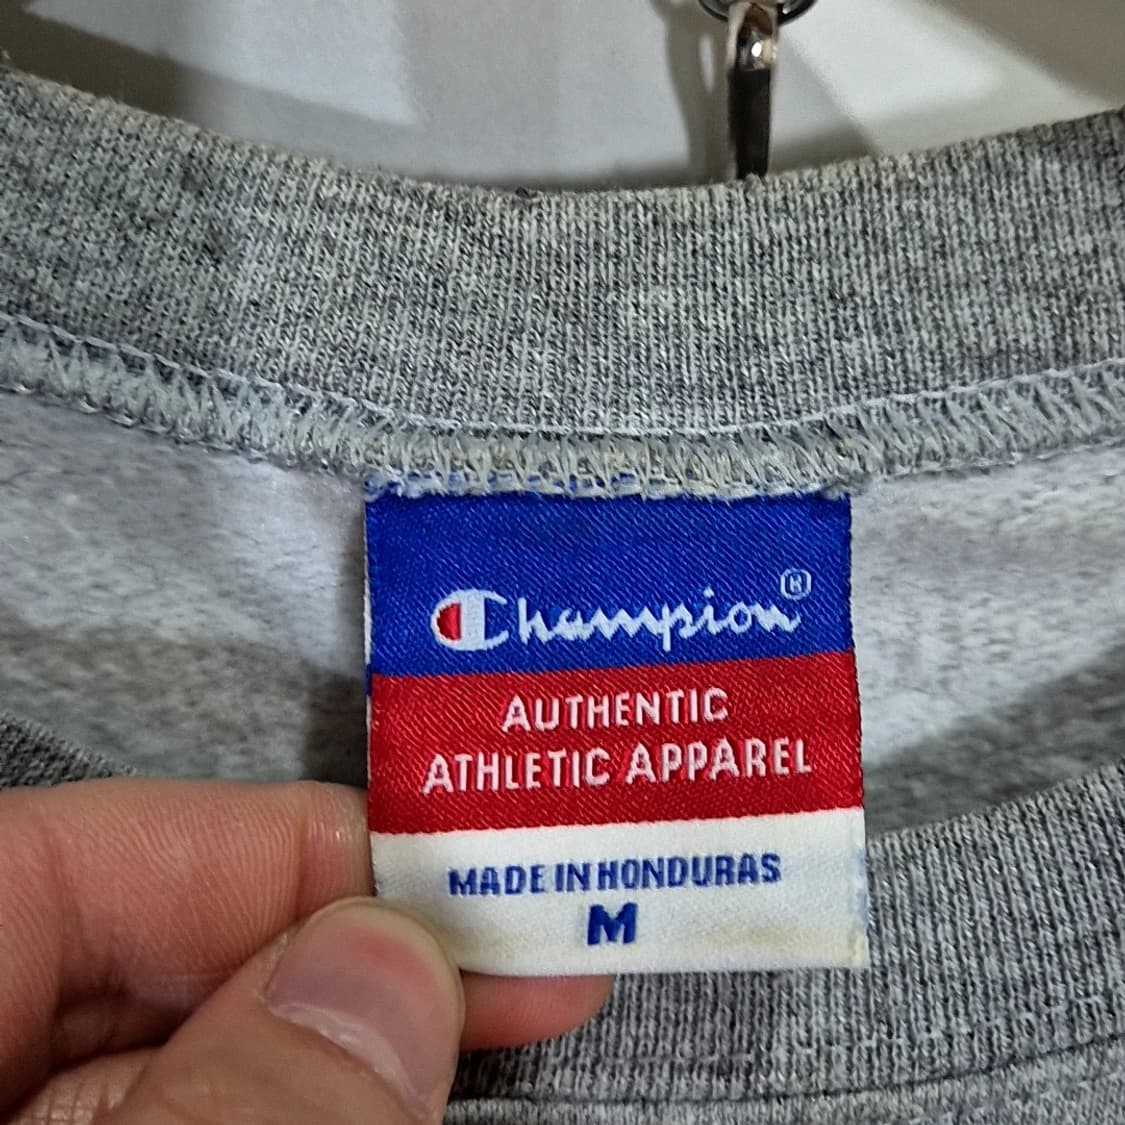 Champion®
AUTHENTIC
ATHLETIC APPAREL
MADE IN HONDURAS
M